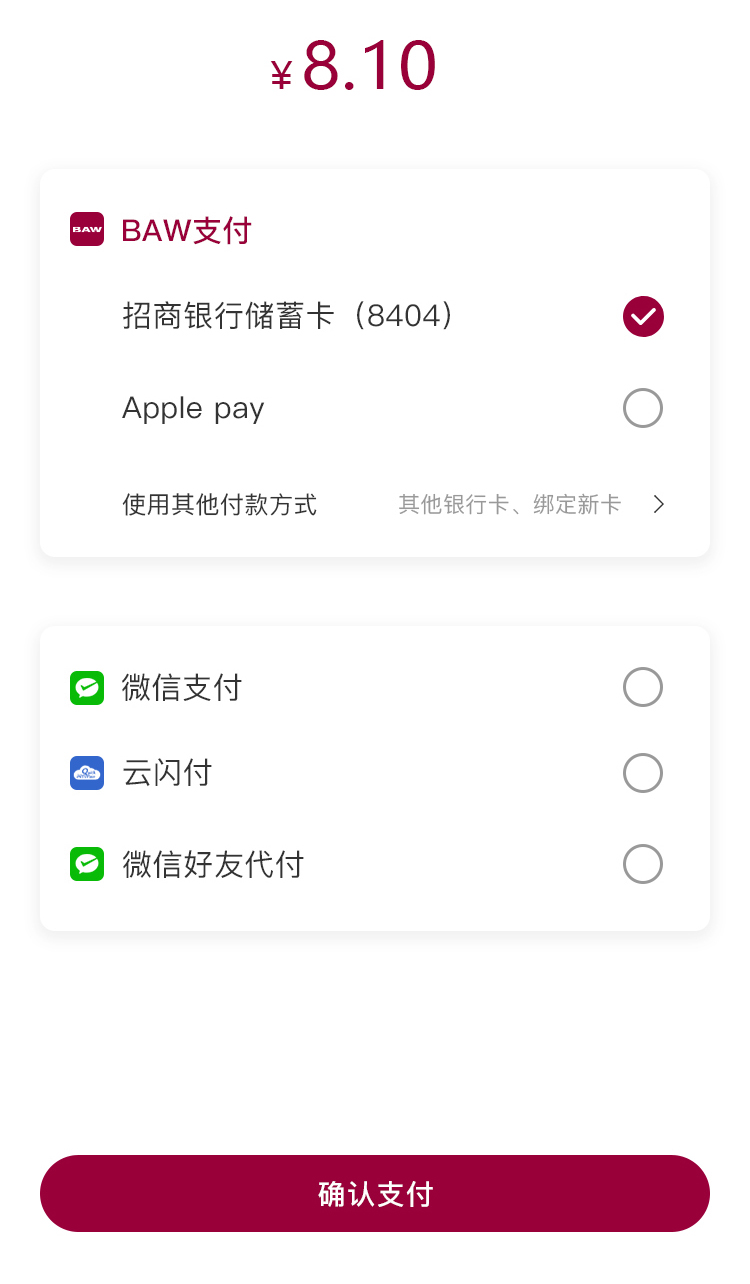 ¥8.10
BAW BAW支付
招商银行储蓄卡（8404）
Apple pay
使用其他付款方式 其他银行卡、绑定新卡
微信支付
云闪付
微信好友代付
确认支付